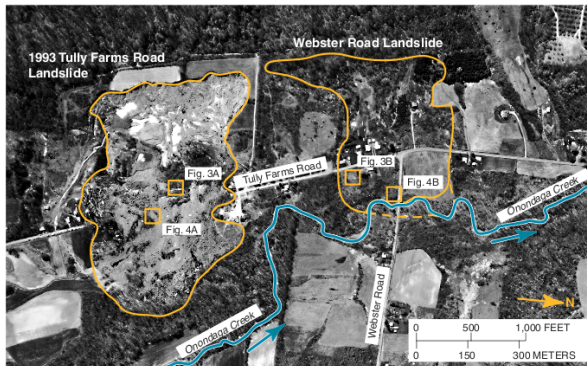 1993 Tully Farms Road
Landslide
Webster Road Landslide
Fig. 3A
Tully Farms Road
Fig. 3B
Fig. 4B
Fig. 4A
Onondaga Creek
Onondaga Creek
Webster Road
N
0 500 1,000 FEET
0 150 300 METERS